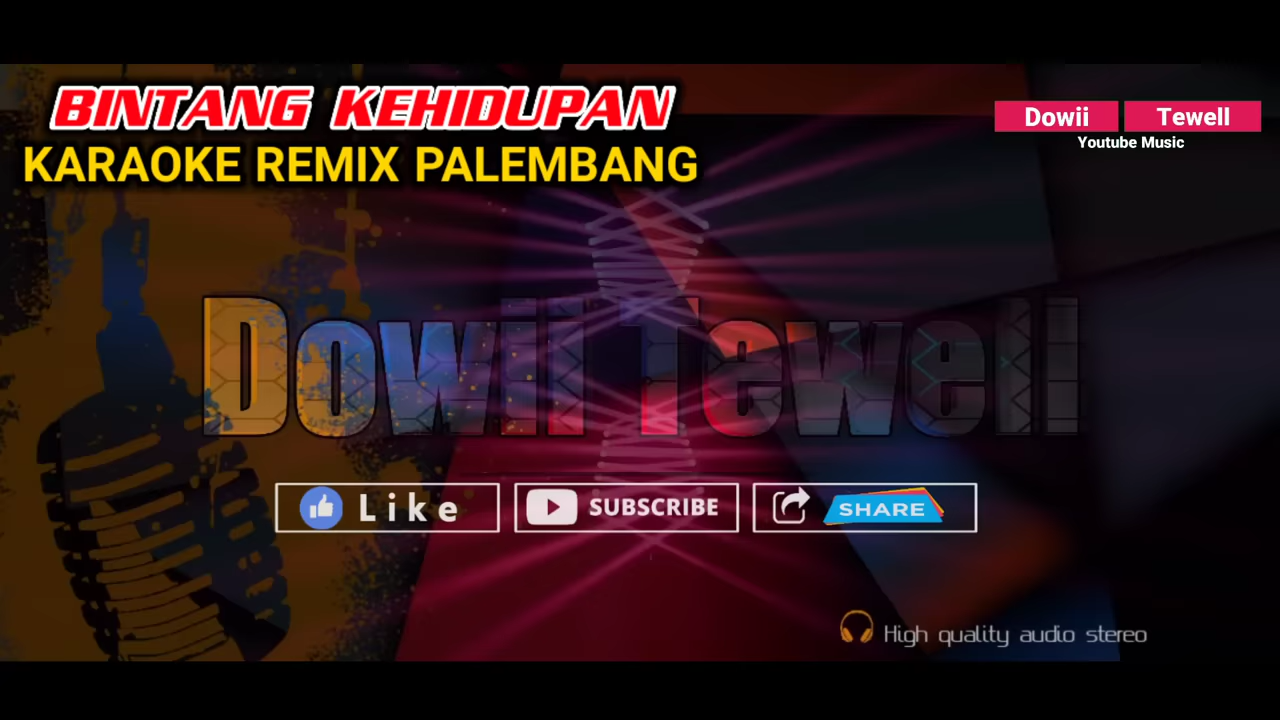 BINTANG KEHIDUPAN
KARAOKE REMIX PALEMBANG
Dowii Tewell
Youtube Music
Dowii Tewell
Like
SUBSCRIBE
SHARE
High quality audio stereo